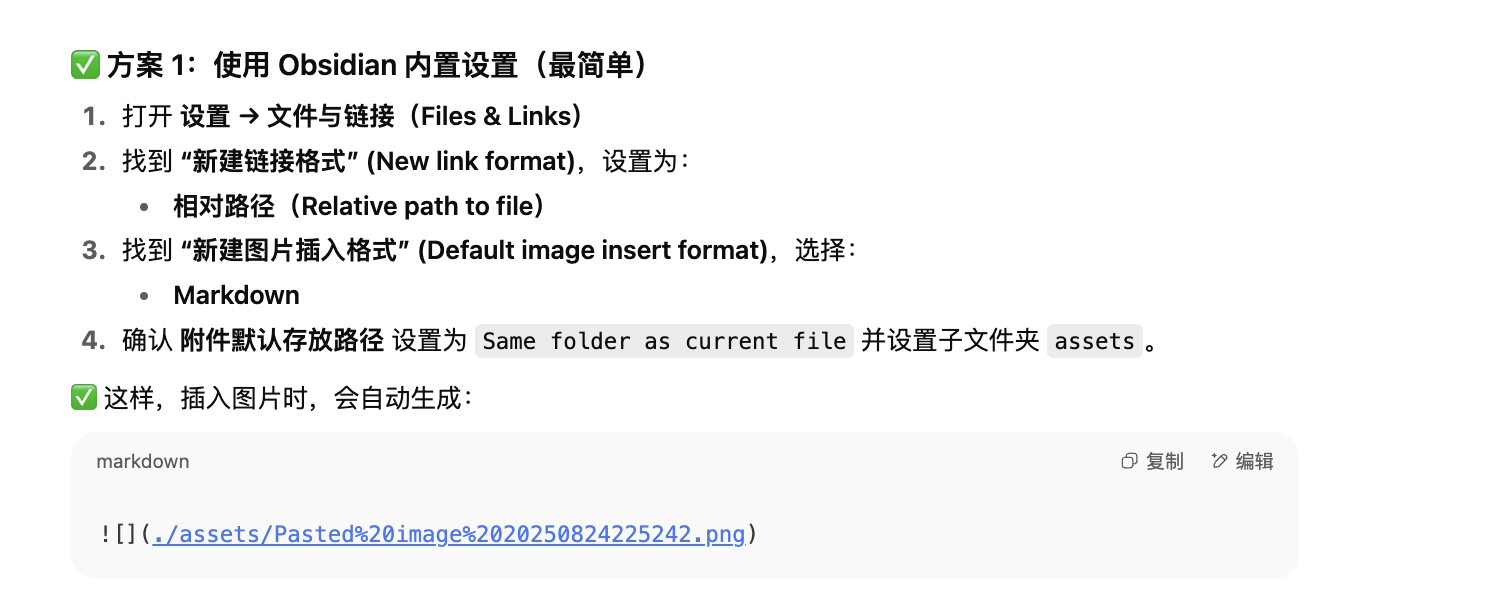 ✅ 方案 1：使用 Obsidian 内置设置（最简单）
1. 打开 设置 → 文件与链接（Files & Links）
2. 找到 “新建链接格式” (New link format)，设置为：
• 相对路径（Relative path to file）
3. 找到 “新建图片插入格式” (Default image insert format)，选择：
• Markdown
4. 确认 附件默认存放路径 设置为 Same folder as current file 并设置子文件夹 assets 。
✅ 这样，插入图片时，会自动生成：
markdown 复制 编辑
![](./assets/Pasted%20image%2020250824225242.png)